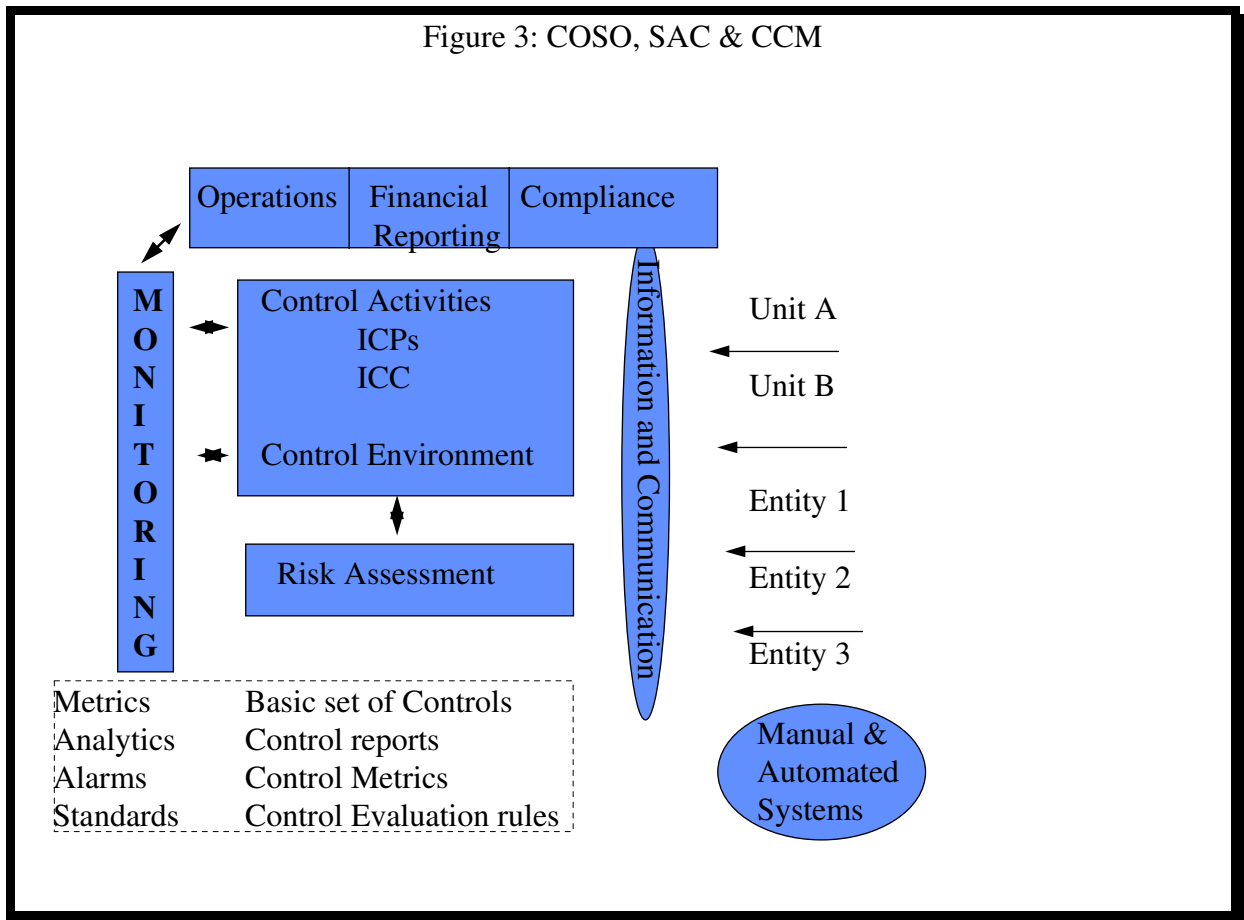 Figure 3: COSO, SAC & CCM
Operations
Financial
Reporting
Compliance
MONITORING
Control Activities
ICPs
ICC
Control Environment
Risk Assessment
Information and Communication
Unit A
Unit B
Entity 1
Entity 2
Entity 3
Metrics Basic set of Controls
Analytics Control reports
Alarms Control Metrics
Standards Control Evaluation rules
Manual &
Automated
Systems